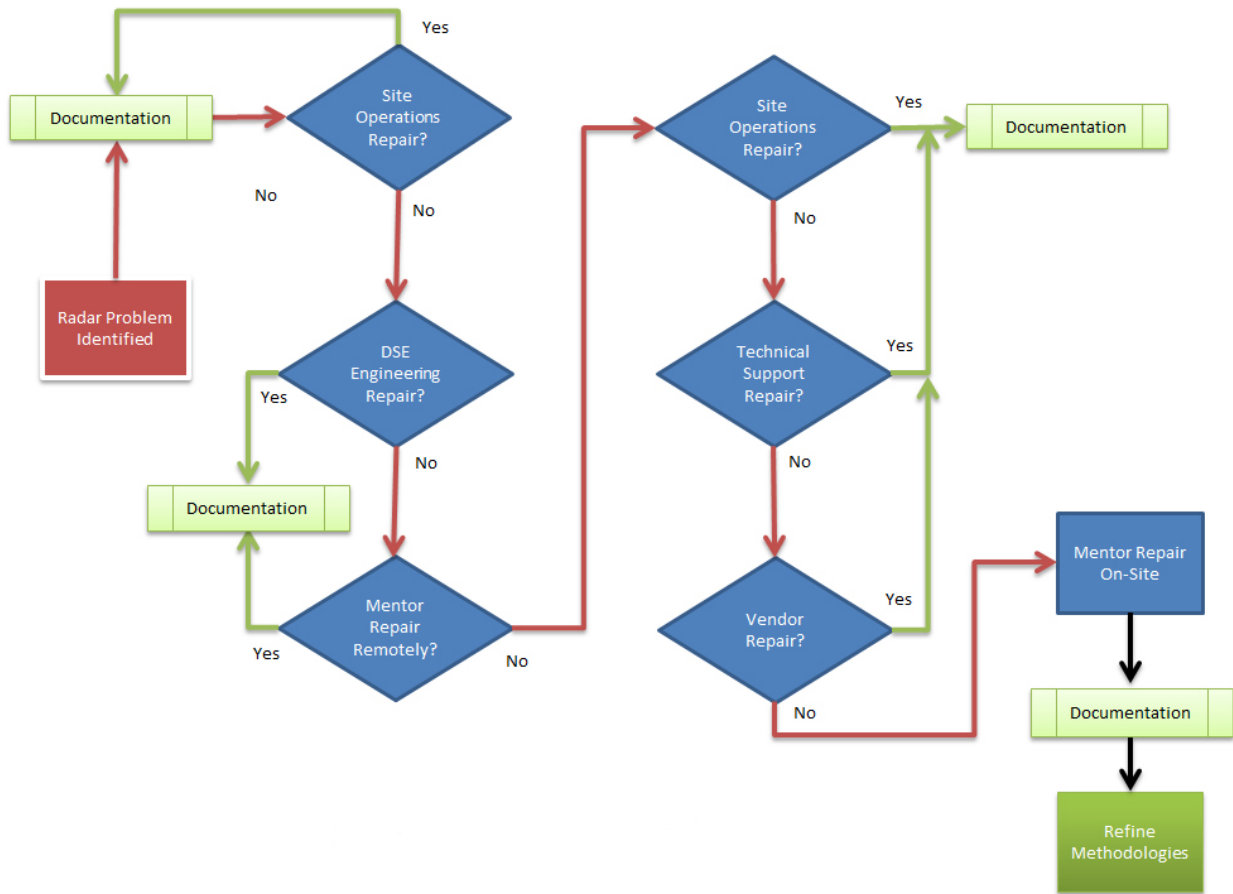 Yes
Documentation
Site
Operations
Repair?
No
No
Radar Problem
Identified
DSE
Engineering
Repair?
Yes
No
Documentation
Mentor
Repair
Remotely?
Yes
No
Site
Operations
Repair?
Yes
Documentation
No
Technical
Support
Repair?
Yes
No
Vendor
Repair?
Yes
No
Mentor Repair
On-Site
Documentation
Refine
Methodologies